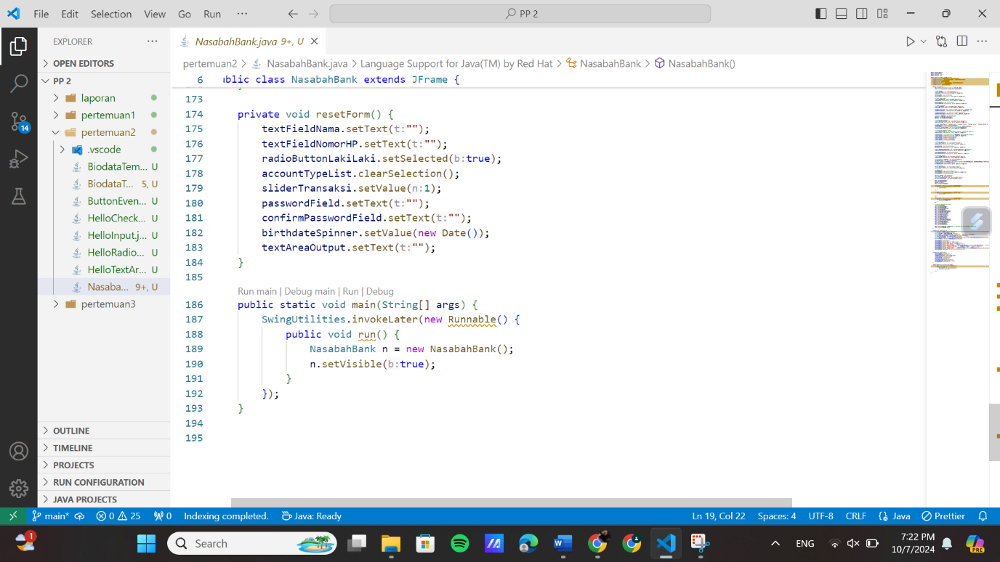 File Edit Selection View Go Run ··· PP 2
EXPLORER ···
OPEN EDITORS
PP 2
laporan
pertemuan1
pertemuan2
.vscode
BiodataTem... U
BiodataT... 5, U
ButtonEven... U
HelloCheck... U
HelloInput.j... U
HelloRadio... U
HelloTextAr... U
Nasaba... 9+, U
pertemuan3
OUTLINE
TIMELINE
PROJECTS
RUN CONFIGURATION
JAVA PROJECTS
14
NasabahBank.java 9+, U
pertemuan2 > NasabahBank.java > Language Support for Java(TM) by Red Hat > NasabahBank > NasabahBank()
6 ublic class NasabahBank extends JFrame {
173
174 private void resetForm() {
175 textFieldNama.setText(t:"");
176 textFieldNomorHP.setText(t:"");
177 radioButtonLakiLaki.setSelected(b:true);
178 accountTypeList.clearSelection();
179 sliderTransaksi.setValue(n:1);
180 passwordField.setText(t:"");
181 confirmPasswordField.setText(t:"");
182 birthdateSpinner.setValue(new Date());
183 textAreaOutput.setText(t:"");
184 }
185
Run main | Debug main | Run | Debug
186 public static void main(String[] args) {
187 SwingUtilities.invokeLater(new Runnable() {
188 public void run() {
189 NasabahBank n = new NasabahBank();
190 n.setVisible(b:true);
191 }
192 });
193 }
194
195
main* 0 25 0 Indexing completed. Java: Ready Ln 19, Col 22 Spaces: 4 UTF-8 CRLF {} Java Prettier
1 Search ENG 7:22 PM
10/7/2024
PRE